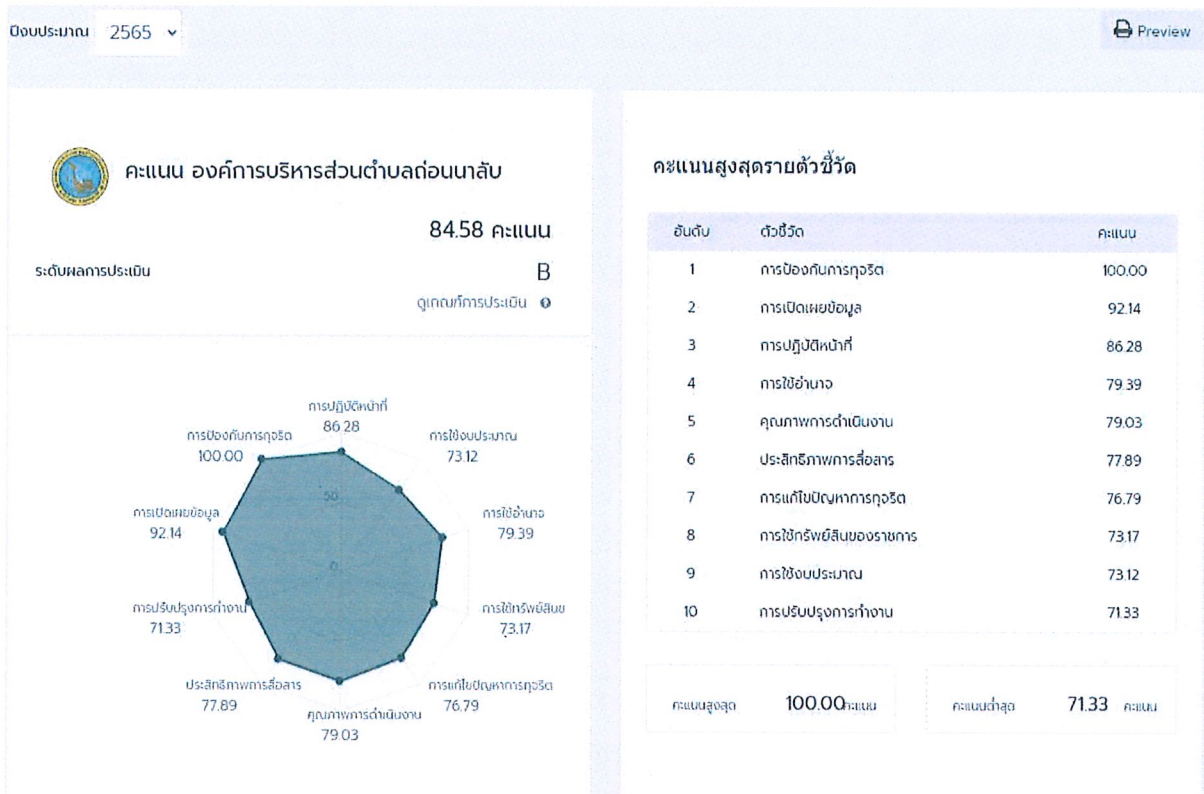 ปีงบประมาณ 2565
Preview
คะแนน องค์การบริหารส่วนตำบลถ่อนนาลับ
84.58 คะแนน
ระดับผลการประเมิน B
ดูเกณฑ์การประเมิน
การปฏิบัติหน้าที่
86.28
การใช้งบประมาณ
73.12
การใช้อำนาจ
79.39
การใช้ทรัพย์สินข
73.17
การแก้ไขปัญหาการทุจริต
76.79
คุณภาพการดำเนินงาน
79.03
ประสิทธิภาพการสื่อสาร
77.89
การปรับปรุงการทำงาน
71.33
การเปิดเผยข้อมูล
92.14
การป้องกันการทุจริต
100.00
50
0
คะแนนสูงสุดรายตัวชี้วัด
อันดับ ตัวชี้วัด คะแนน
1 การป้องกันการทุจริต 100.00
2 การเปิดเผยข้อมูล 92.14
3 การปฏิบัติหน้าที่ 86.28
4 การใช้อำนาจ 79.39
5 คุณภาพการดำเนินงาน 79.03
6 ประสิทธิภาพการสื่อสาร 77.89
7 การแก้ไขปัญหาการทุจริต 76.79
8 การใช้ทรัพย์สินของราชการ 73.17
9 การใช้งบประมาณ 73.12
10 การปรับปรุงการทำงาน 71.33
คะแนนสูงสุด 100.00 คะแนน
คะแนนต่ำสุด 71.33 คะแนน